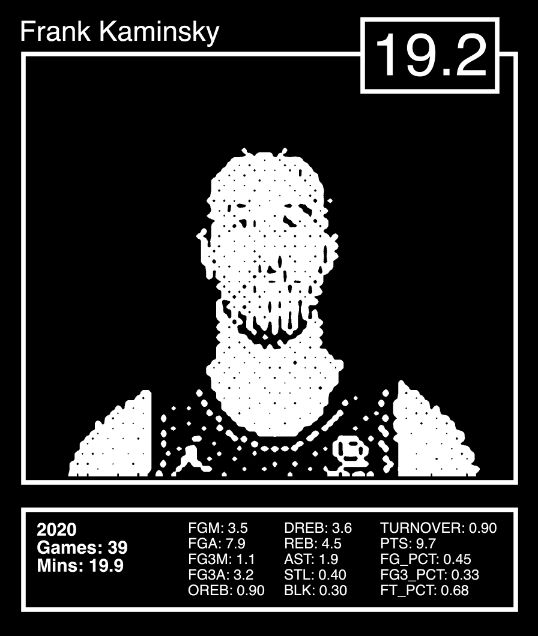 Frank Kaminsky
19.2
2020
Games: 39
Mins: 19.9
FGM: 3.5
FGA: 7.9
FG3M: 1.1
FG3A: 3.2
OREB: 0.90
DREB: 3.6
REB: 4.5
AST: 1.9
STL: 0.40
BLK: 0.30
TURNOVER: 0.90
PTS: 9.7
FG_PCT: 0.45
FG3_PCT: 0.33
FT_PCT: 0.68